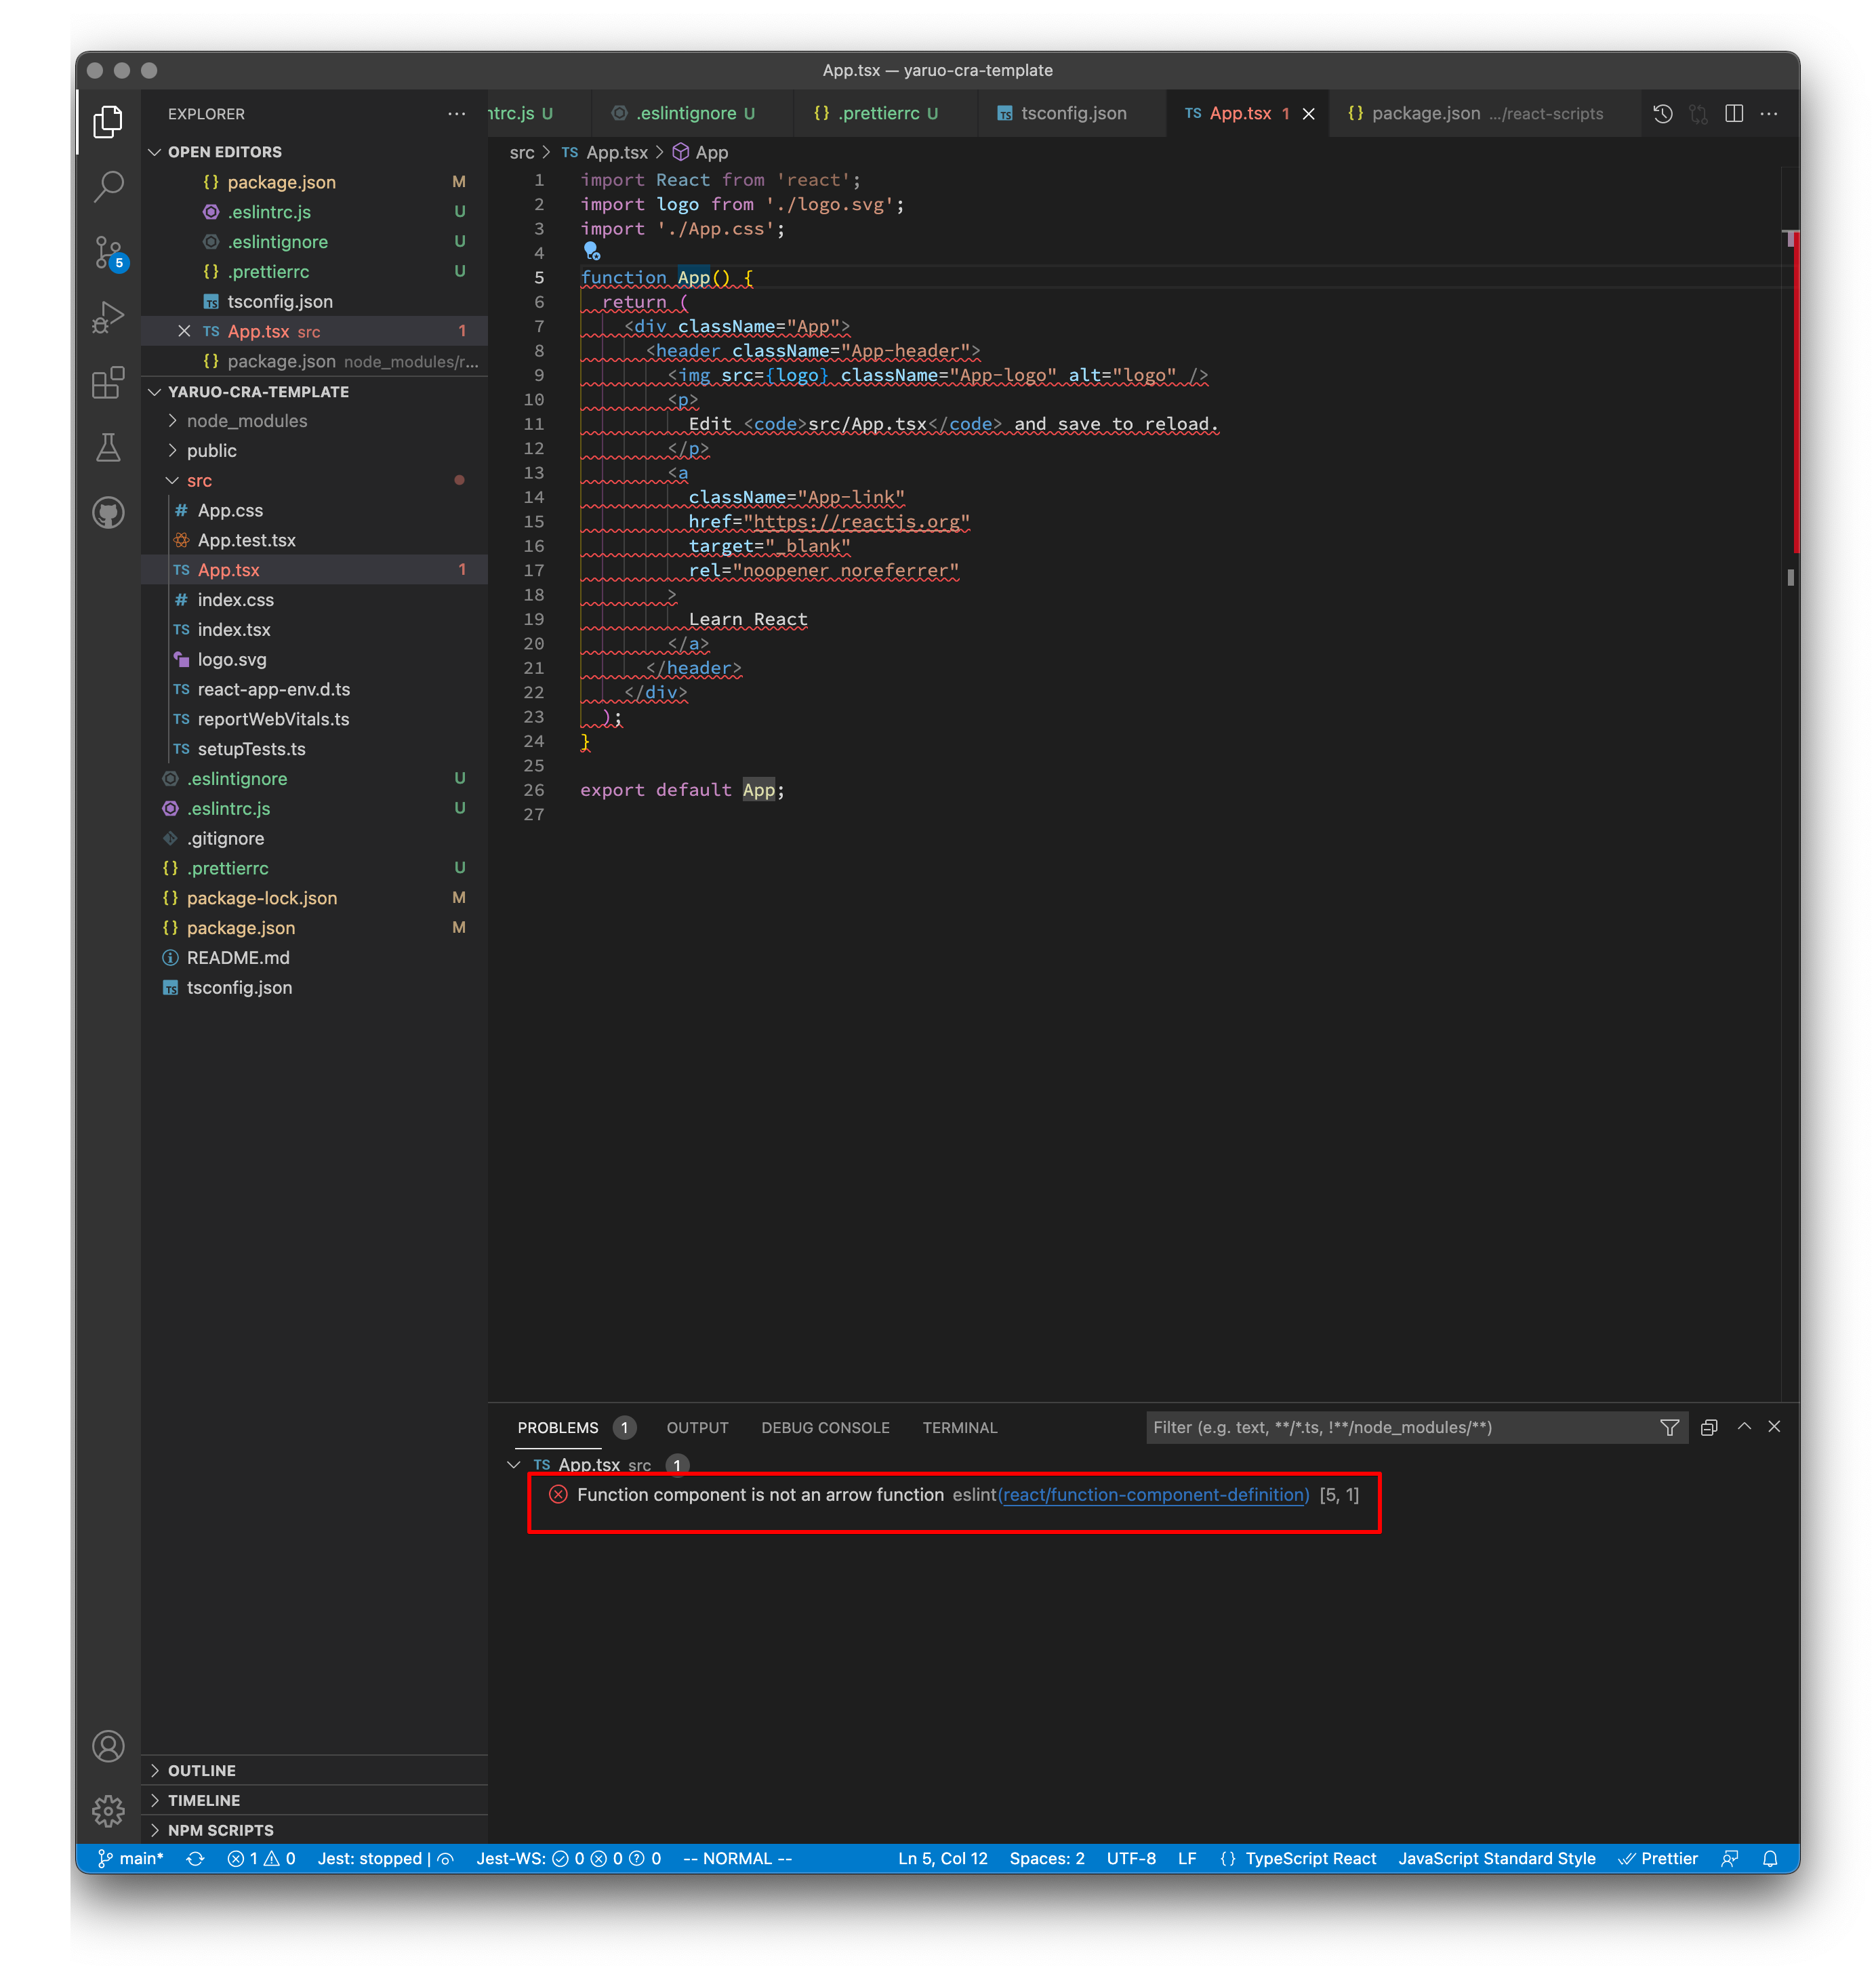 App.tsx — yaruo-cra-template
EXPLORER
OPEN EDITORS
{} package.json M
.eslintrc.js U
.eslintignore U
{} .prettierrc U
TS tsconfig.json
TS App.tsx src 1
{} package.json node_modules/r...
YARUO-CRA-TEMPLATE
node_modules
public
src
# App.css
App.test.tsx
TS App.tsx 1
# index.css
TS index.tsx
logo.svg
TS react-app-env.d.ts
TS reportWebVitals.ts
TS setupTests.ts
.eslintignore U
.eslintrc.js U
.gitignore
{} .prettierrc U
{} package-lock.json M
{} package.json M
README.md
TS tsconfig.json
OUTLINE
TIMELINE
NPM SCRIPTS
5
ntrc.js U .eslintignore U {} .prettierrc U TS tsconfig.json TS App.tsx 1 {} package.json .../react-scripts
src > TS App.tsx > App
1 import React from 'react';
2 import logo from './logo.svg';
3 import './App.css';
4
5 function App() {
6 return (
7 <div className="App">
8 <header className="App-header">
9 <img src={logo} className="App-logo" alt="logo" />
10 <p>
11 Edit <code>src/App.tsx</code> and save to reload.
12 </p>
13 <a
14 className="App-link"
15 href="https://reactjs.org"
16 target="_blank"
17 rel="noopener noreferrer"
18 >
19 Learn React
20 </a>
21 </header>
22 </div>
23 );
24 }
25
26 export default App;
27
PROBLEMS 1 OUTPUT DEBUG CONSOLE TERMINAL Filter (e.g. text, **/*.ts, !**/node_modules/**)
TS App.tsx src 1
Function component is not an arrow function eslint(react/function-component-definition) [5, 1]
main* 1 0 Jest: stopped | Jest-WS: 0 0 0 -- NORMAL -- Ln 5, Col 12 Spaces: 2 UTF-8 LF {} TypeScript React JavaScript Standard Style Prettier